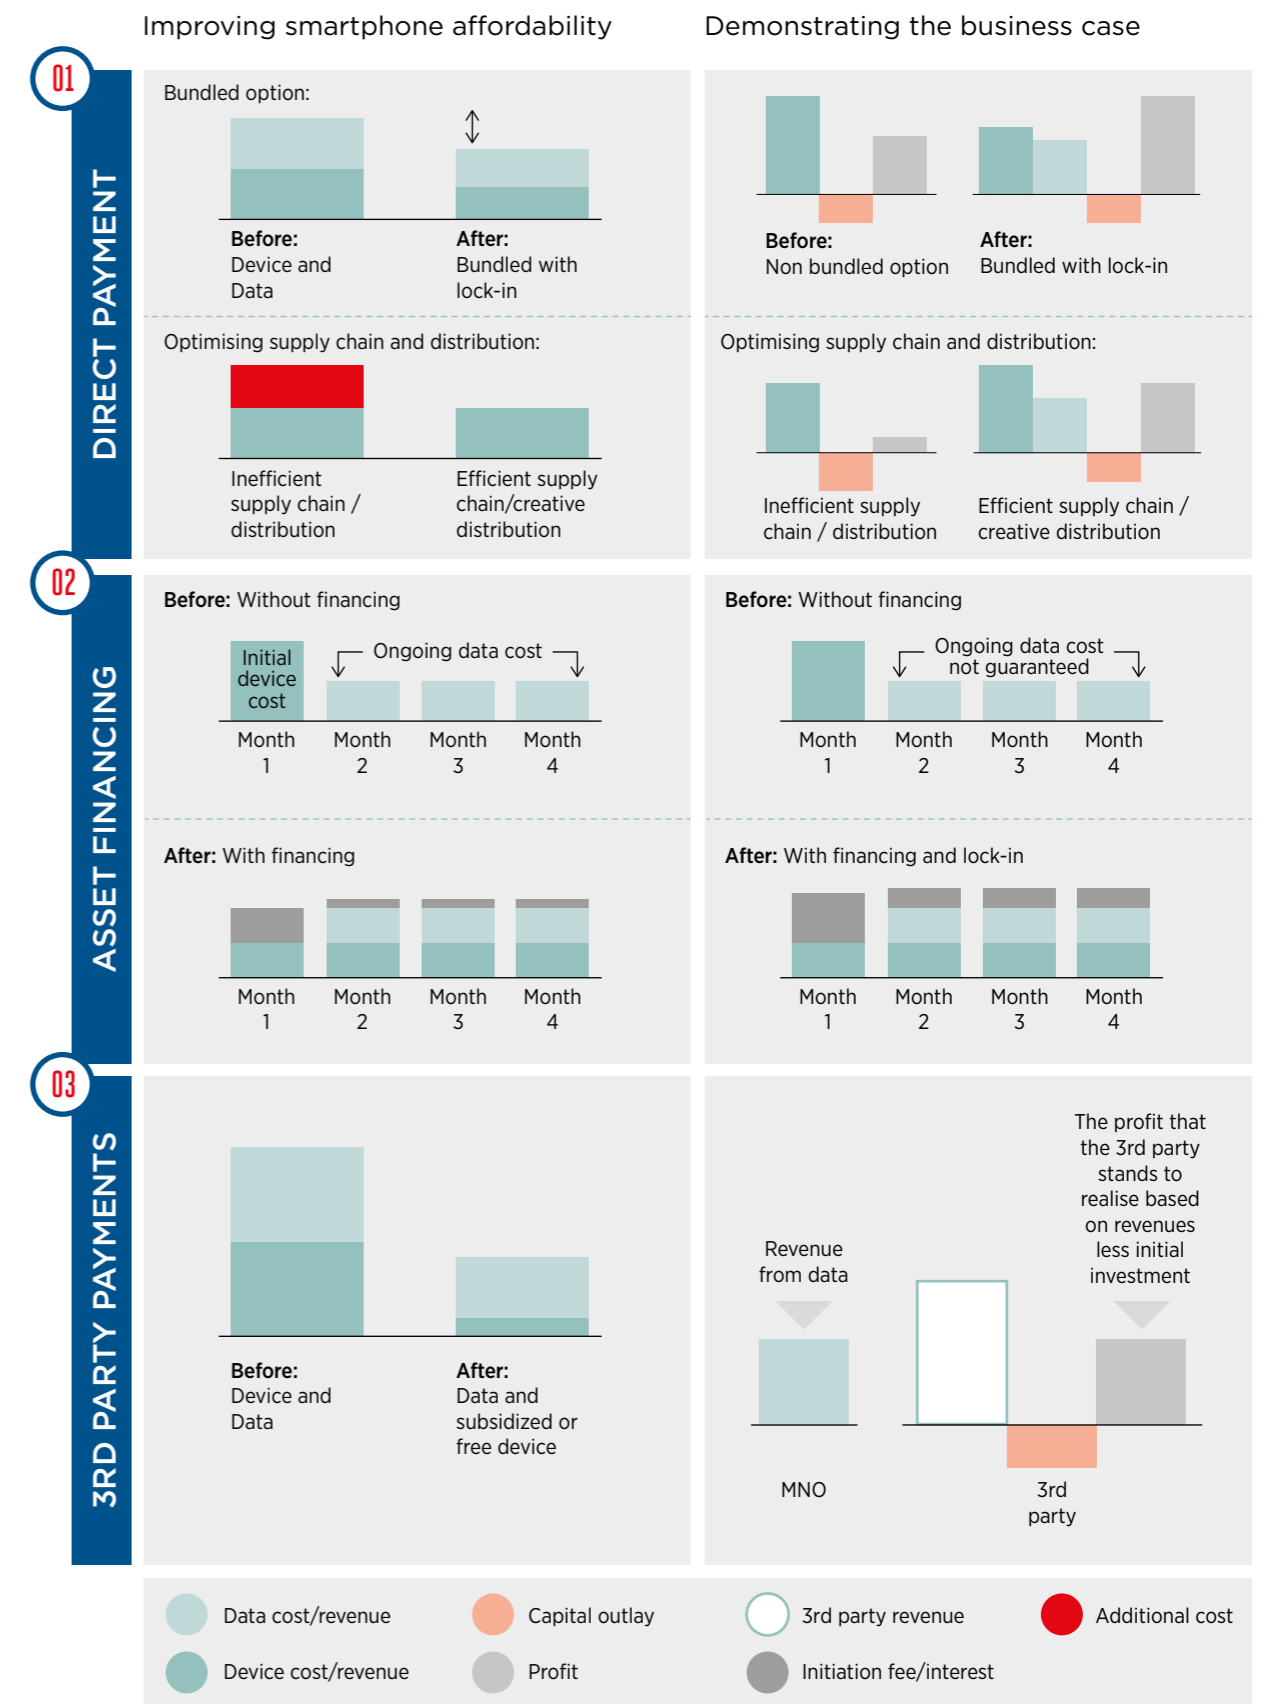 Improving smartphone affordability
Demonstrating the business case
01
DIRECT PAYMENT
Bundled option:
Before:
Device and
Data
After:
Bundled with
lock-in
Before:
Non bundled option
After:
Bundled with lock-in
Optimising supply chain and distribution:
Inefficient
supply chain /
distribution
Efficient supply
chain/creative
distribution
Optimising supply chain and distribution:
Inefficient supply
chain / distribution
Efficient supply chain /
creative distribution
02
ASSET FINANCING
Before: Without financing
Initial
device
cost
Ongoing data cost
Month
1
Month
2
Month
3
Month
4
Before: Without financing
Ongoing data cost
not guaranteed
Month
1
Month
2
Month
3
Month
4
After: With financing
Month
1
Month
2
Month
3
Month
4
After: With financing and lock-in
Month
1
Month
2
Month
3
Month
4
03
3RD PARTY PAYMENTS
Before:
Device and
Data
After:
Data and
subsidized or
free device
Revenue
from data
The profit that
the 3rd party
stands to
realise based
on revenues
less initial
investment
MNO
3rd
party
Data cost/revenue
Capital outlay
3rd party revenue
Additional cost
Device cost/revenue
Profit
Initiation fee/interest